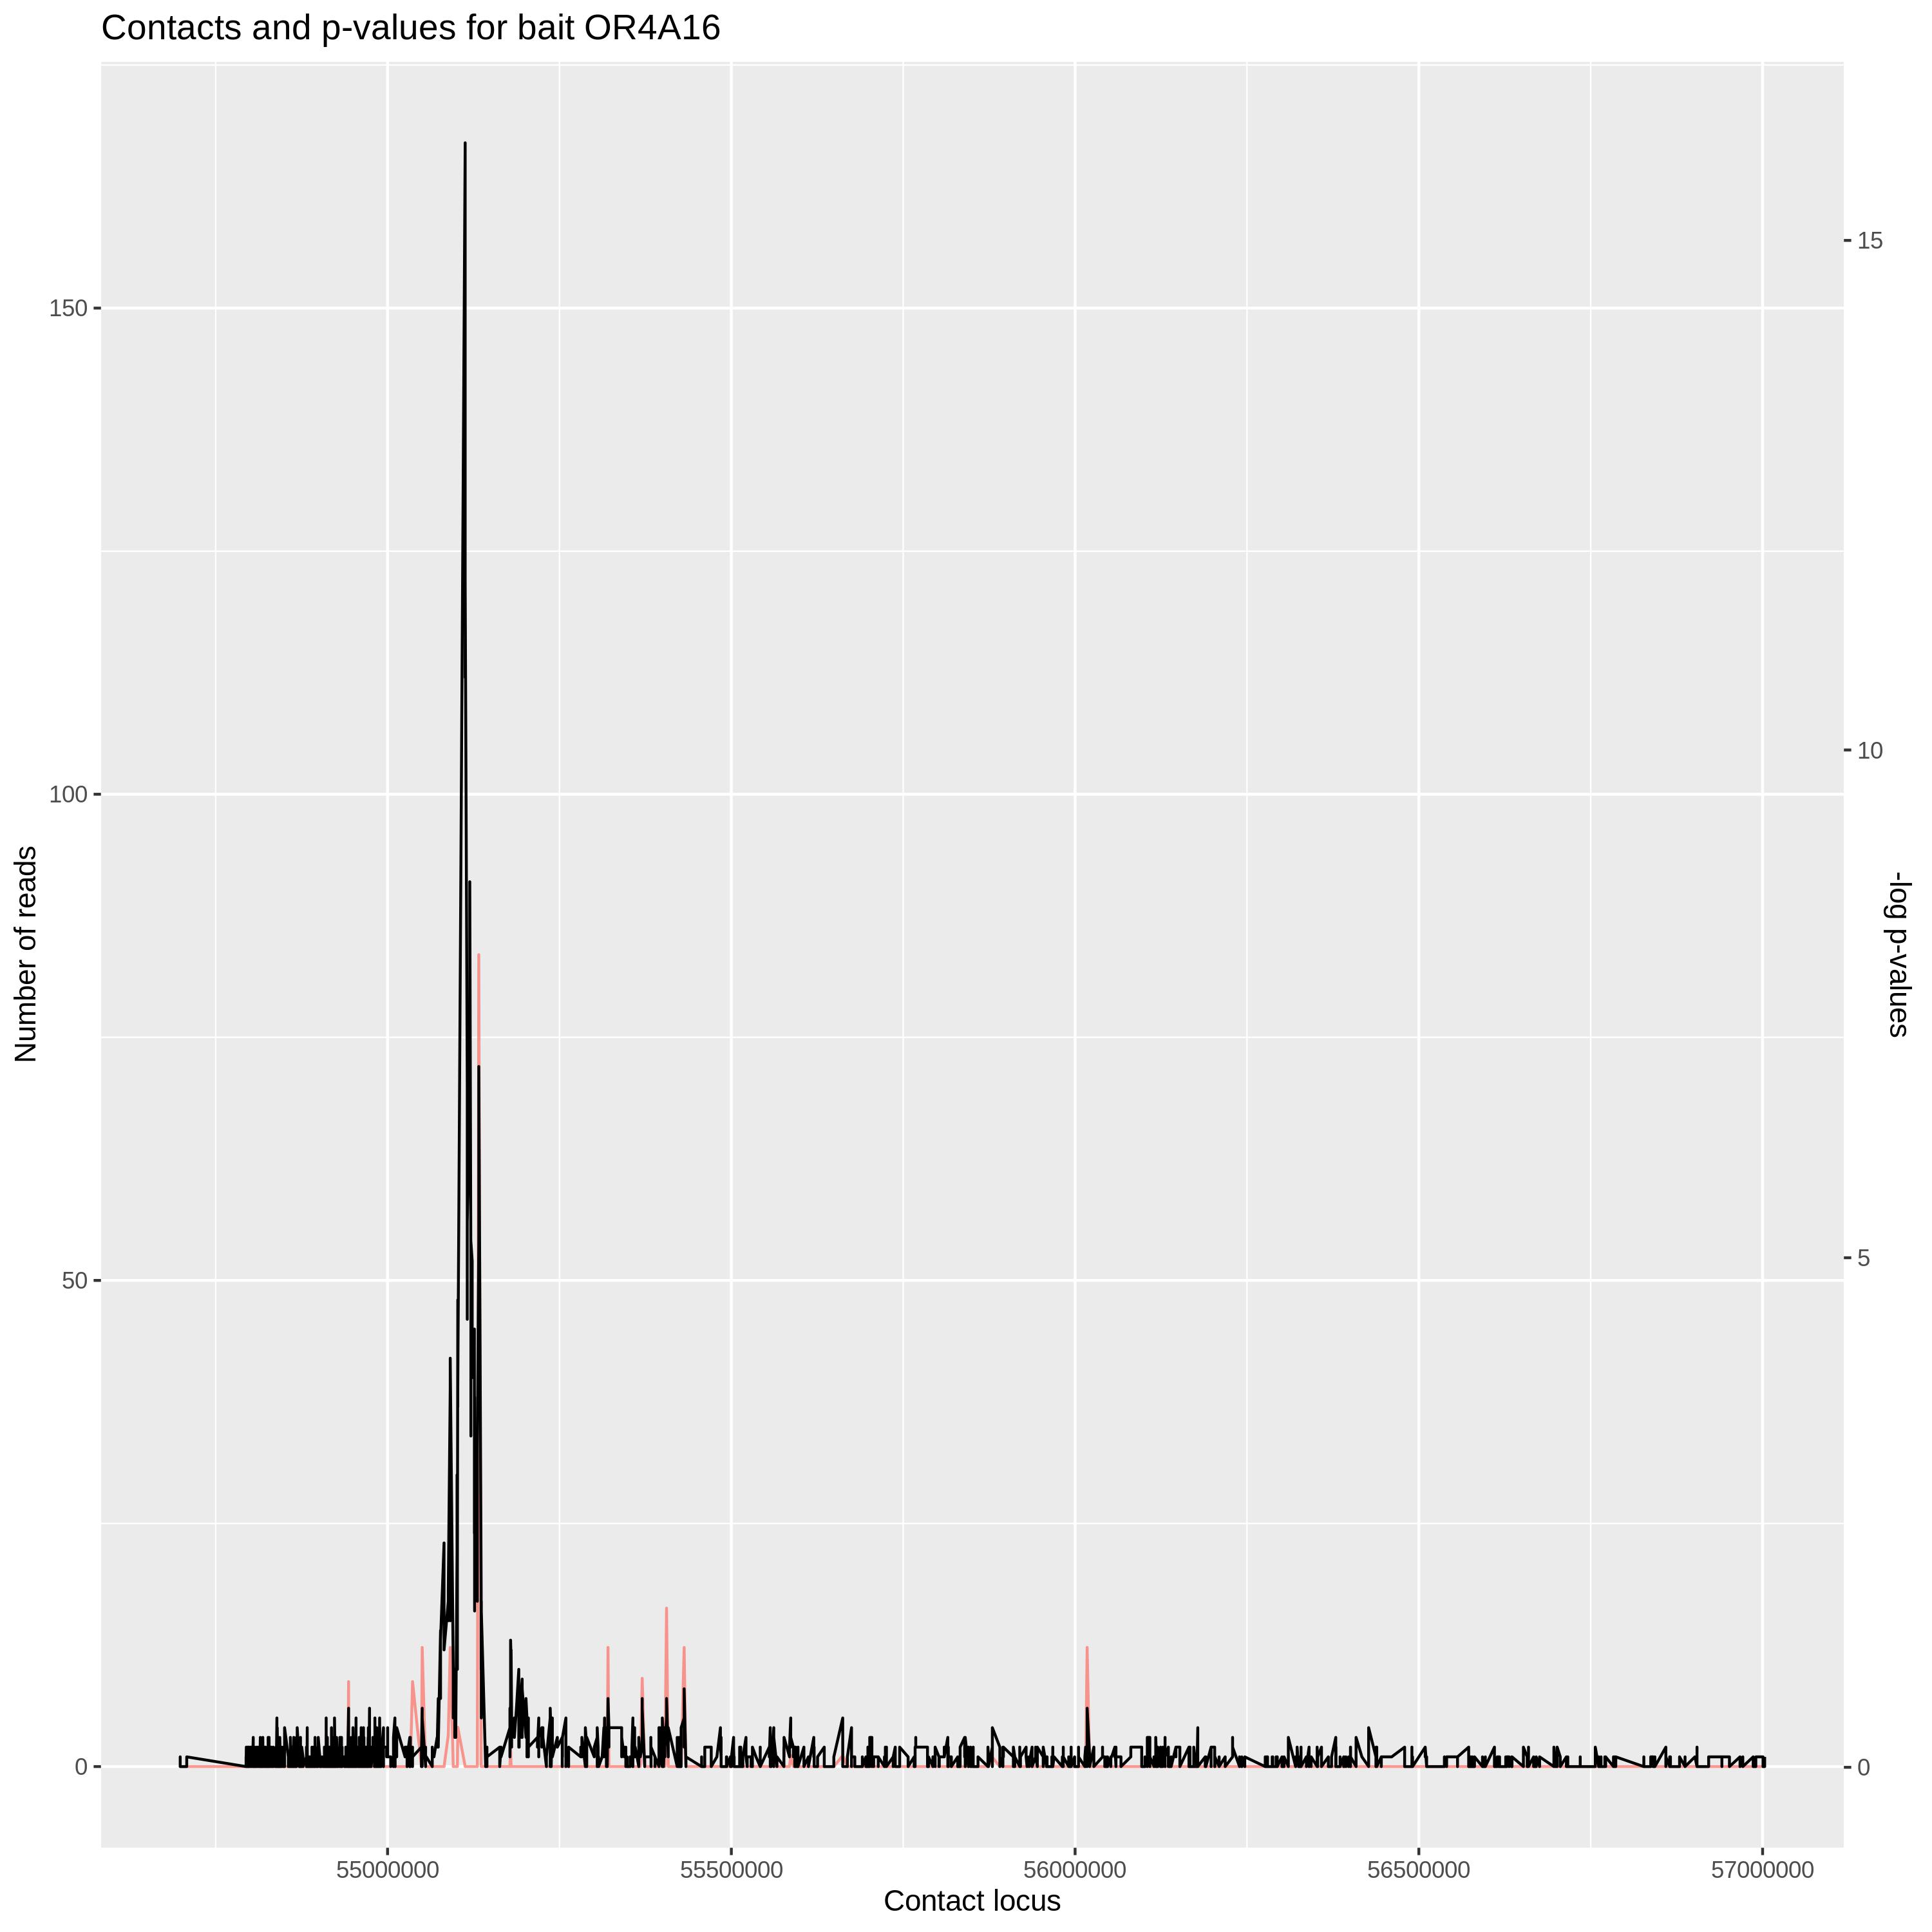 Contacts and p-values for bait OR4A16
Number of reads
150
100
50
0
15
10
5
0
-log p-values
55000000 55500000 56000000 56500000 57000000
Contact locus